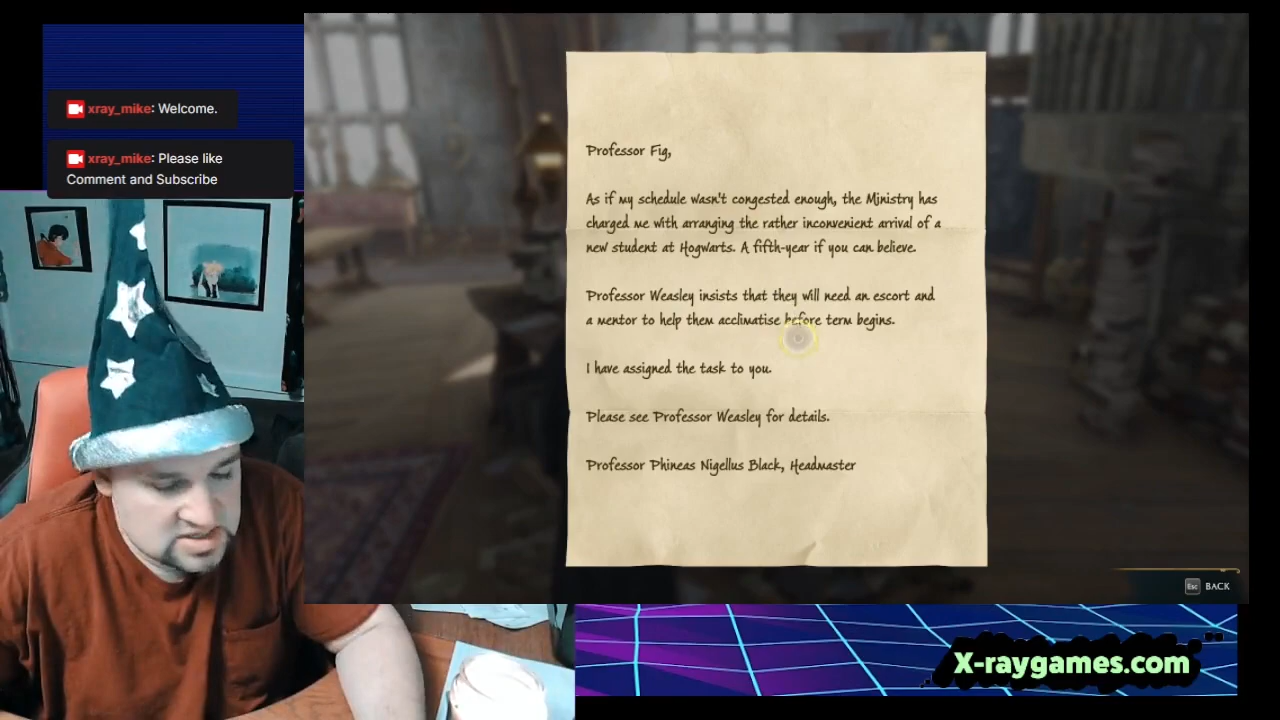 xray_mike: Welcome.
xray_mike: Please like
Comment and Subscribe
Professor Fig,
As if my schedule wasn't congested enough, the Ministry has
charged me with arranging the rather inconvenient arrival of a
new student at Hogwarts. A fifth-year if you can believe.
Professor Weasley insists that they will need an escort and
a mentor to help them acclimatise before term begins.
I have assigned the task to you.
Please see Professor Weasley for details.
Professor Phineas Nigellus Black, Headmaster
Esc BACK
X-raygames.com